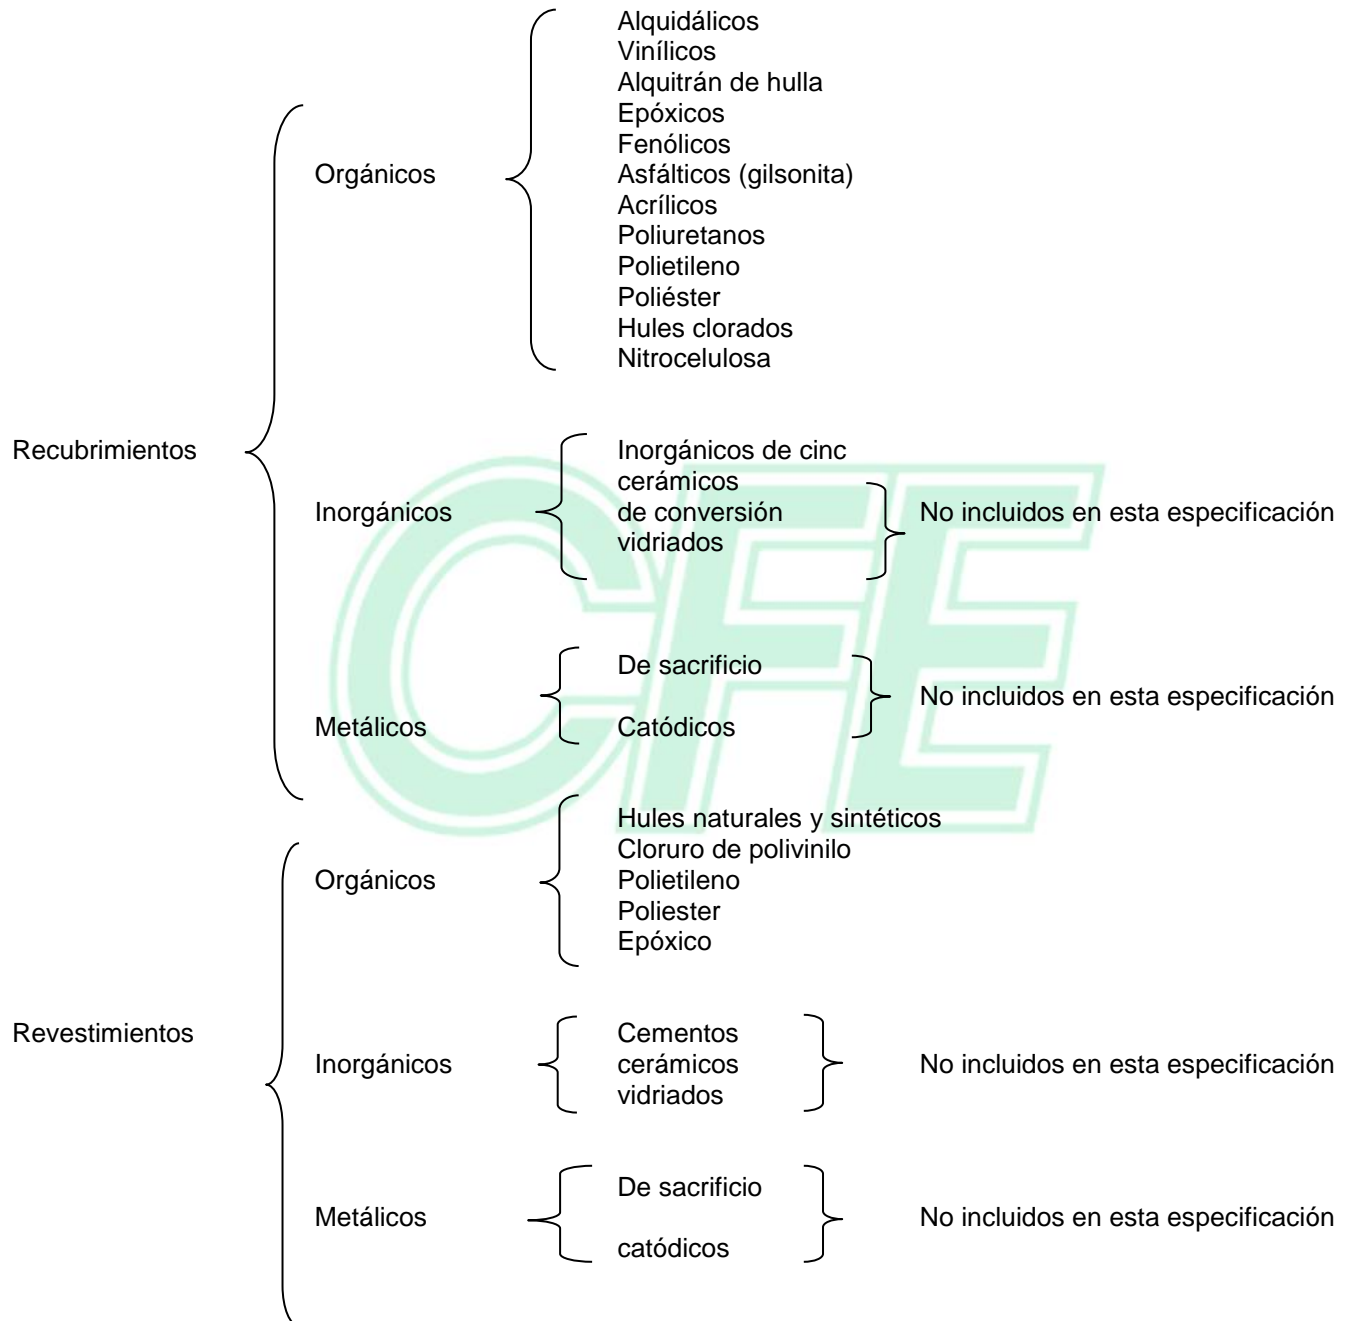 Alquidálicos
Vinílicos
Alquitrán de hulla
Epóxicos
Fenólicos
Orgánicos Asfálticos (gilsonita)
Acrílicos
Poliuretanos
Polietileno
Poliéster
Hules clorados
Nitrocelulosa
Recubrimientos Inorgánicos de cinc
cerámicos
Inorgánicos de conversión No incluidos en esta especificación
vidriados
De sacrificio
No incluidos en esta especificación
Metálicos Catódicos
CFE
Hules naturales y sintéticos
Cloruro de polivinilo
Orgánicos Polietileno
Poliester
Epóxico
Revestimientos Cementos
Inorgánicos cerámicos No incluidos en esta especificación
vidriados
De sacrificio
Metálicos No incluidos en esta especificación
catódicos